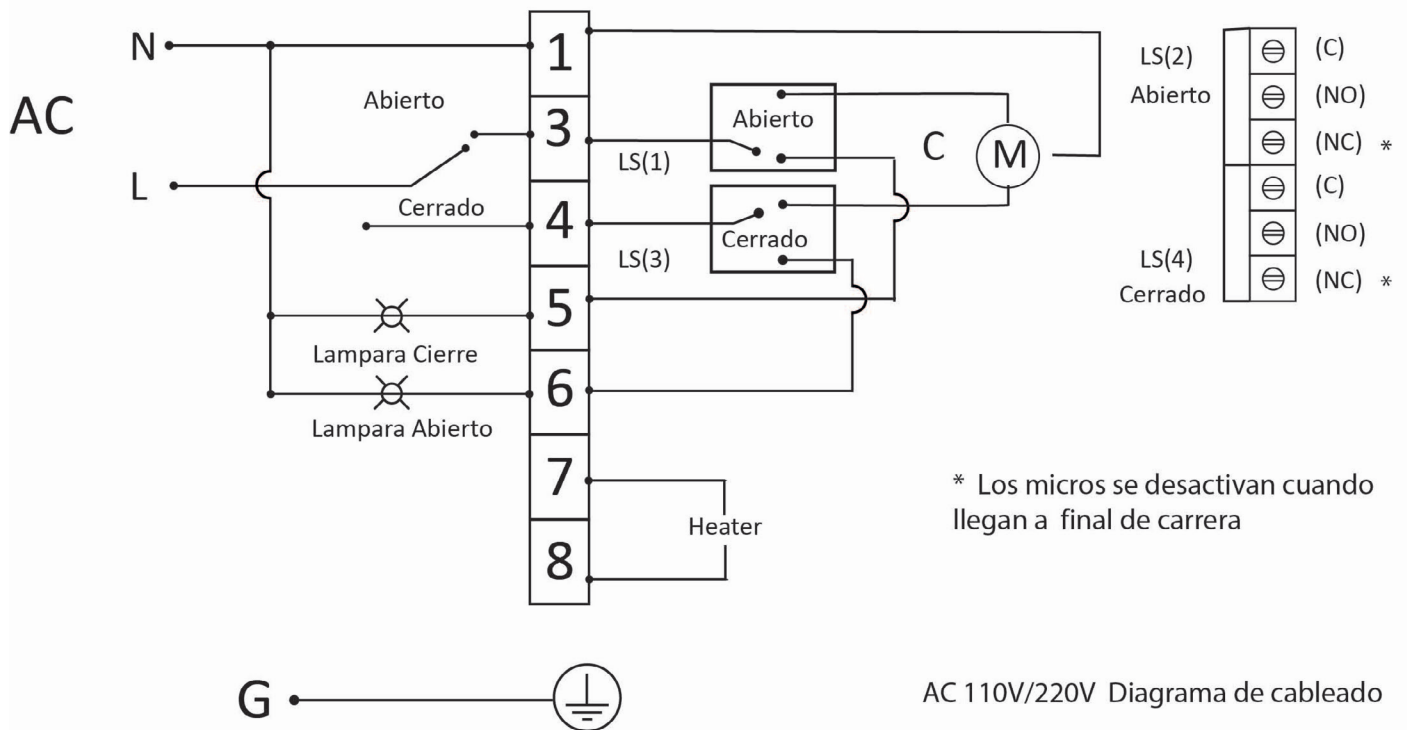 N
AC
L
Abierto
Cerrado
1
3
4
5
6
7
8
Lampara Cierre
Lampara Abierto
LS(1)
LS(3)
Abierto
Cerrado
C
M
Heater
LS(2)
Abierto
LS(4)
Cerrado
(C)
(NO)
(NC) *
(C)
(NO)
(NC) *
* Los micros se desactivan cuando
llegan a final de carrera
G
AC 110V/220V Diagrama de cableado